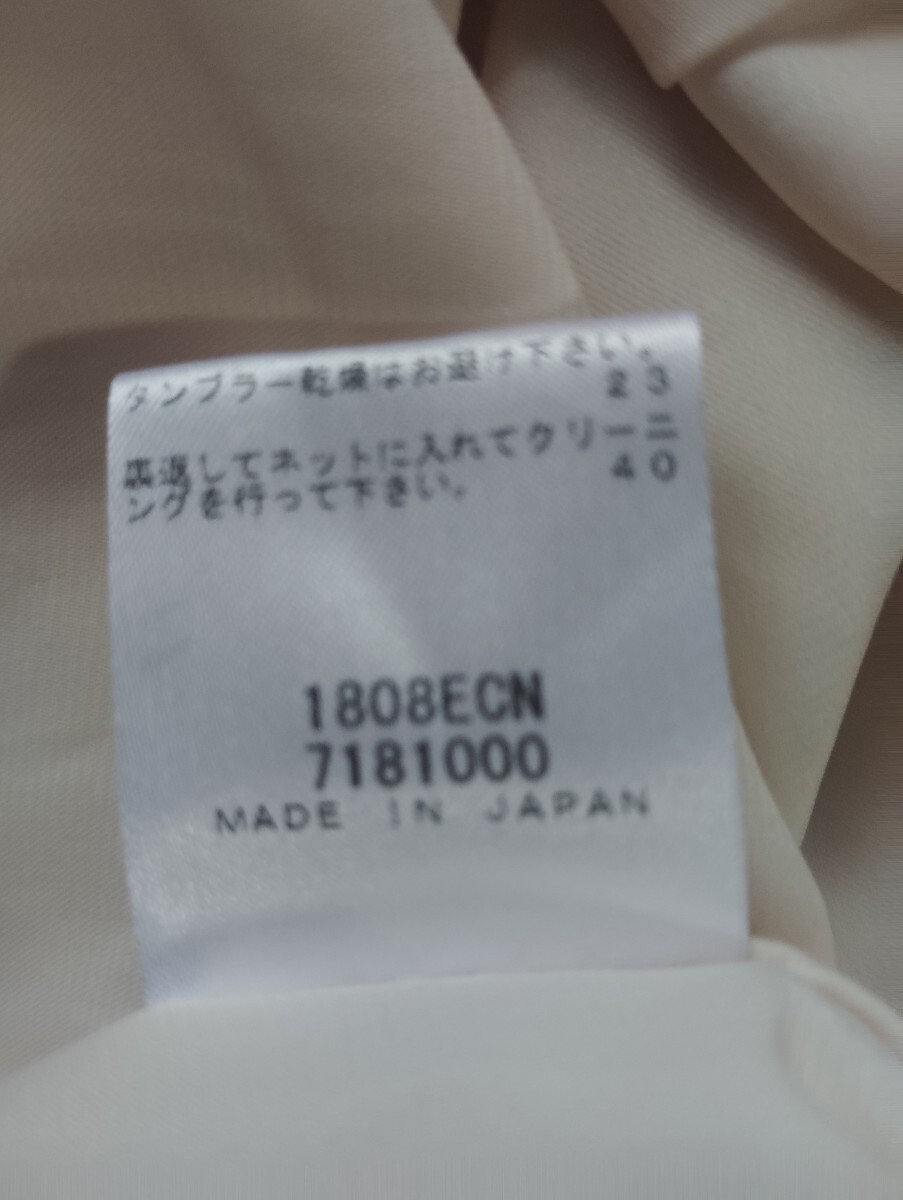 タンブラー乾燥はお避け下さい。
23
裏返してネットに入れてクリーニ
ングを行って下さい。
40
1808ECN
7181000
MADE IN JAPAN